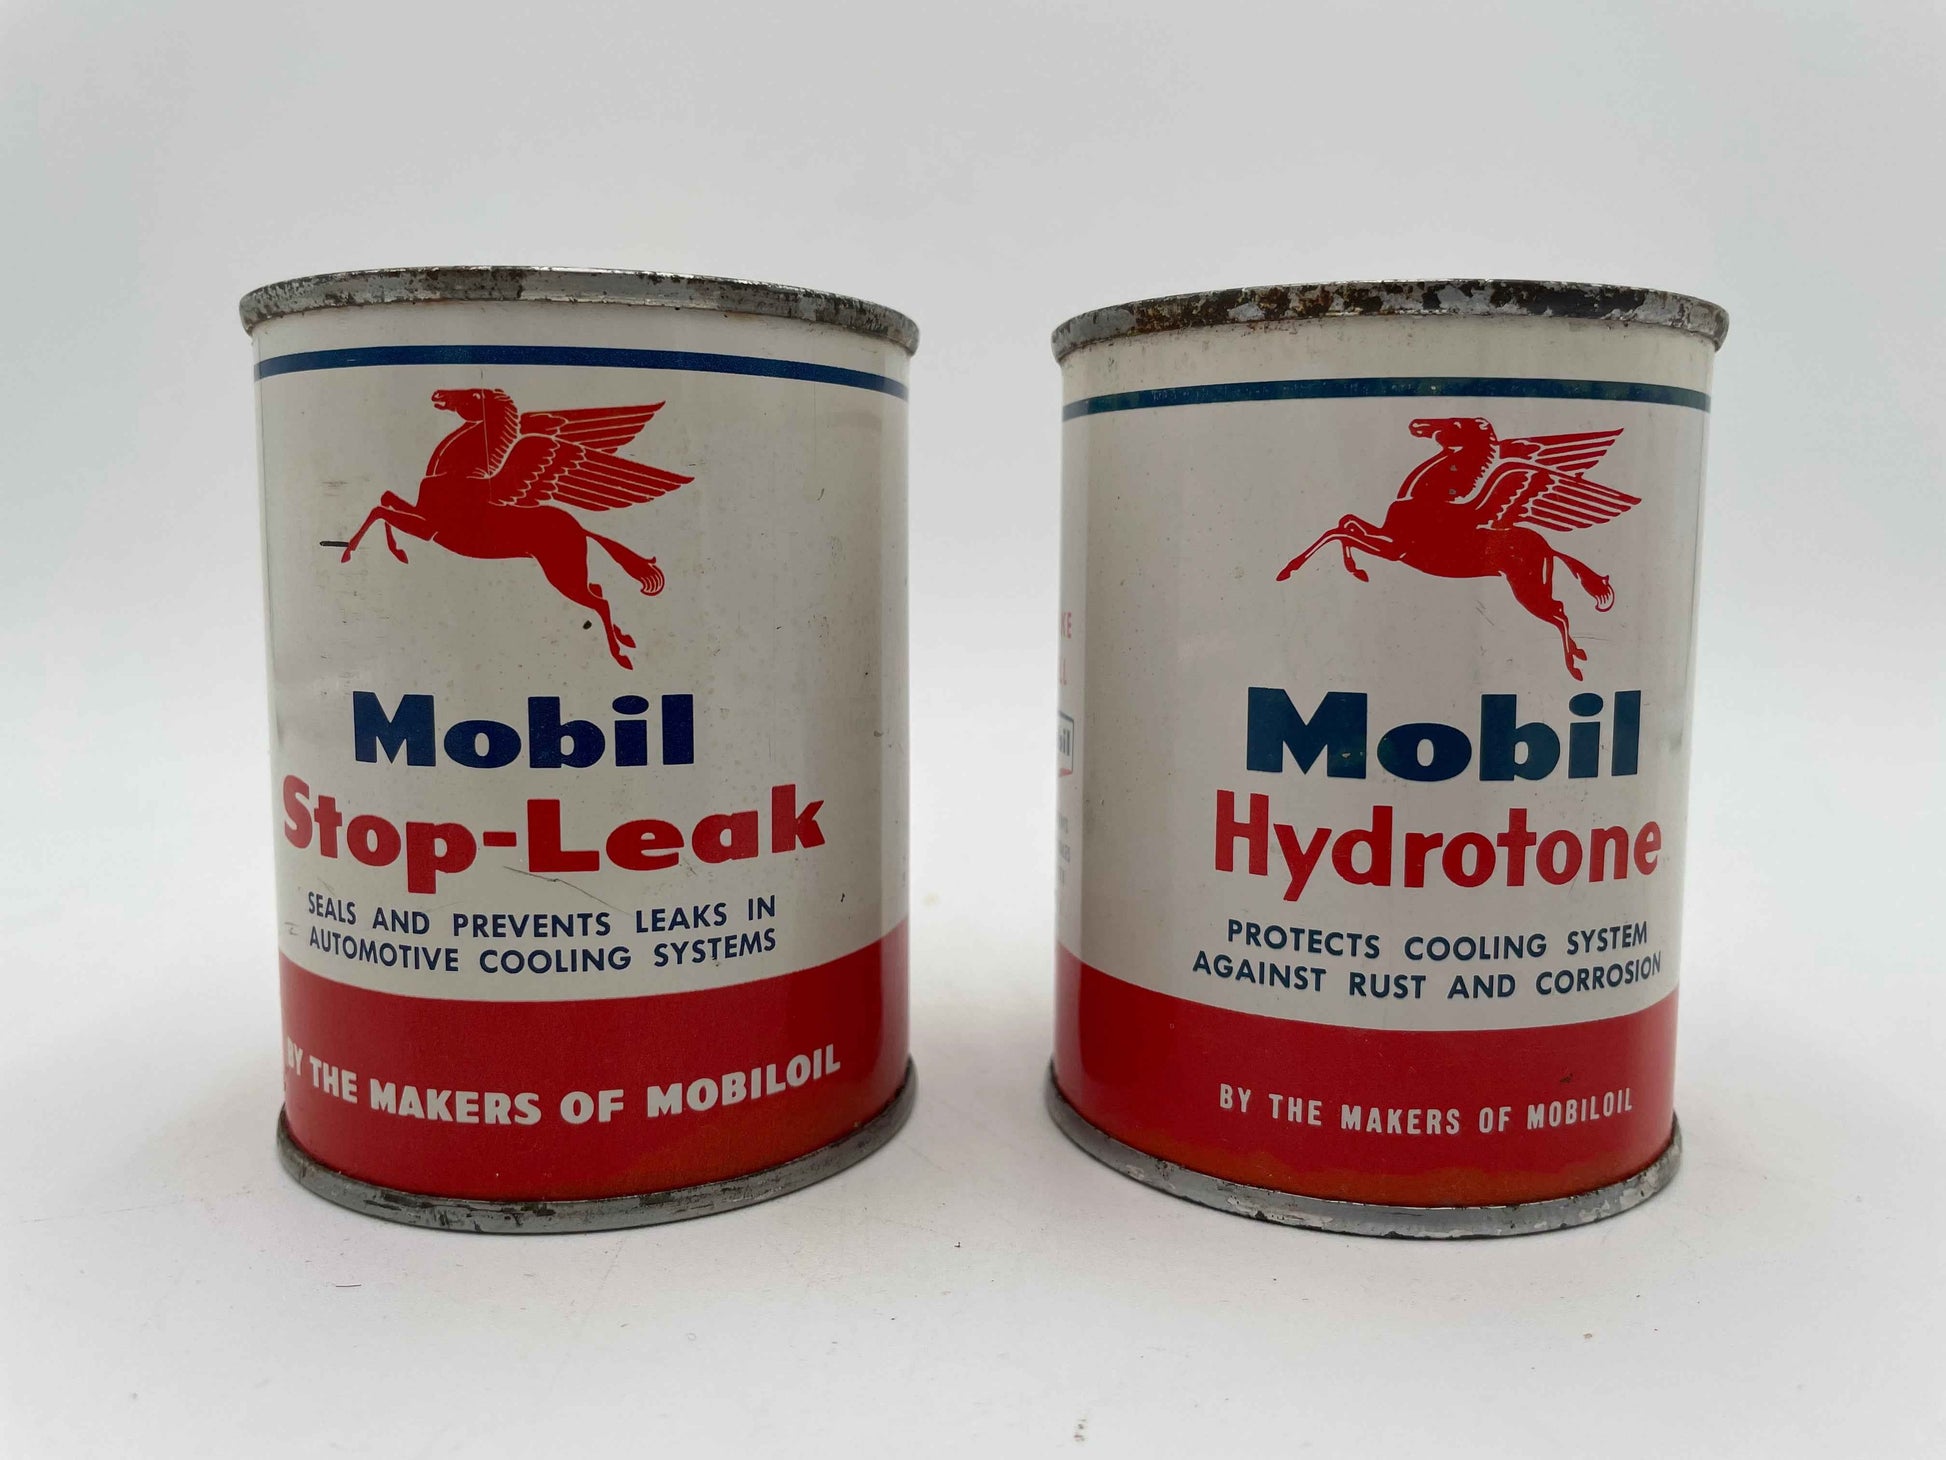 Mobil
Stop-Leak
SEALS AND PREVENTS LEAKS IN
AUTOMOTIVE COOLING SYSTEMS
BY THE MAKERS OF MOBILOIL
Mobil
Hydrotone
PROTECTS COOLING SYSTEM
AGAINST RUST AND CORROSION
BY THE MAKERS OF MOBILOIL